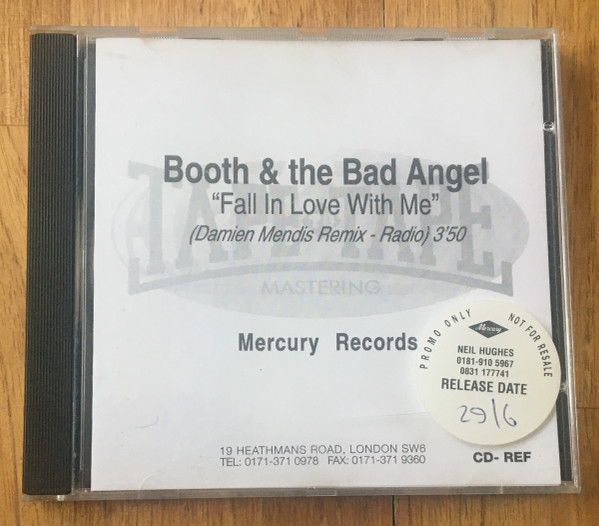 Booth & the Bad Angel
“Fall In Love With Me”
(Damien Mendis Remix - Radio) 3'50
TAPE TO TAPE
MASTERING
Mercury Records
PROMO ONLY
NOT FOR RESALE
Mercury
NEIL HUGHES
0181-910 5967
0831 177741
RELEASE DATE
29/6
19 HEATHMANS ROAD, LONDON SW6
TEL: 0171-371 0978 FAX: 0171-371 9360
CD- REF